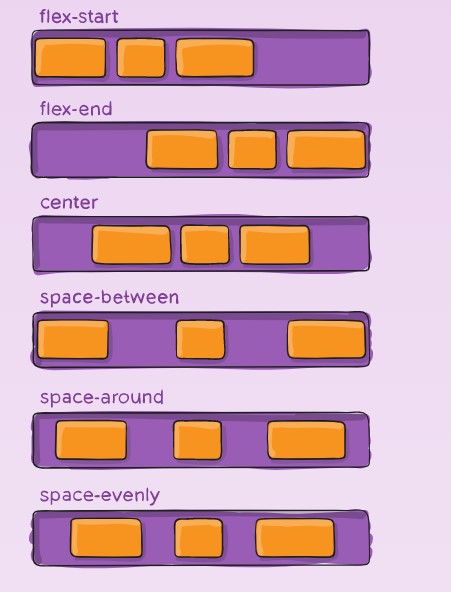 flex-start
flex-end
center
space-between
space-around
space-evenly